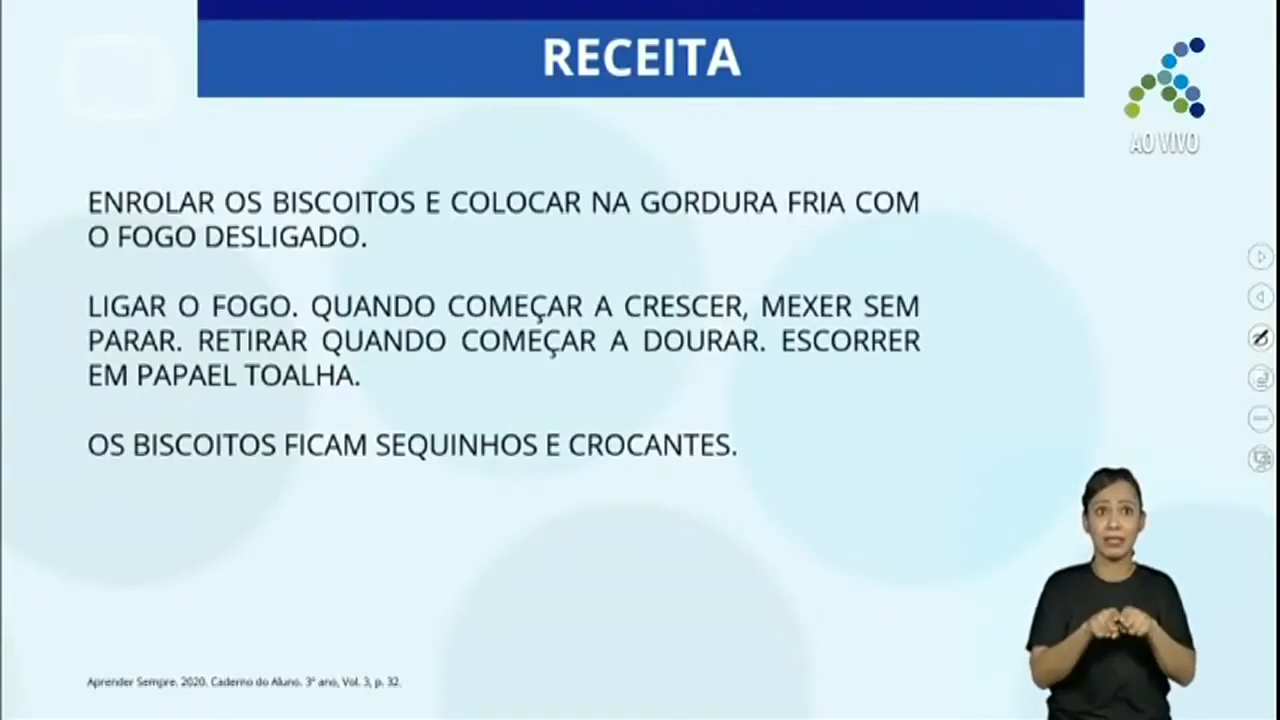 RECEITA
AO VIVO
ENROLAR OS BISCOITOS E COLOCAR NA GORDURA FRIA COM
O FOGO DESLIGADO.
LIGAR O FOGO. QUANDO COMEÇAR A CRESCER, MEXER SEM
PARAR. RETIRAR QUANDO COMEÇAR A DOURAR. ESCORRER
EM PAPAEL TOALHA.
OS BISCOITOS FICAM SEQUINHOS E CROCANTES.
Aprender Sempre. 2020. Caderno do Aluno. 3º ano, Vol. 3, p. 32.